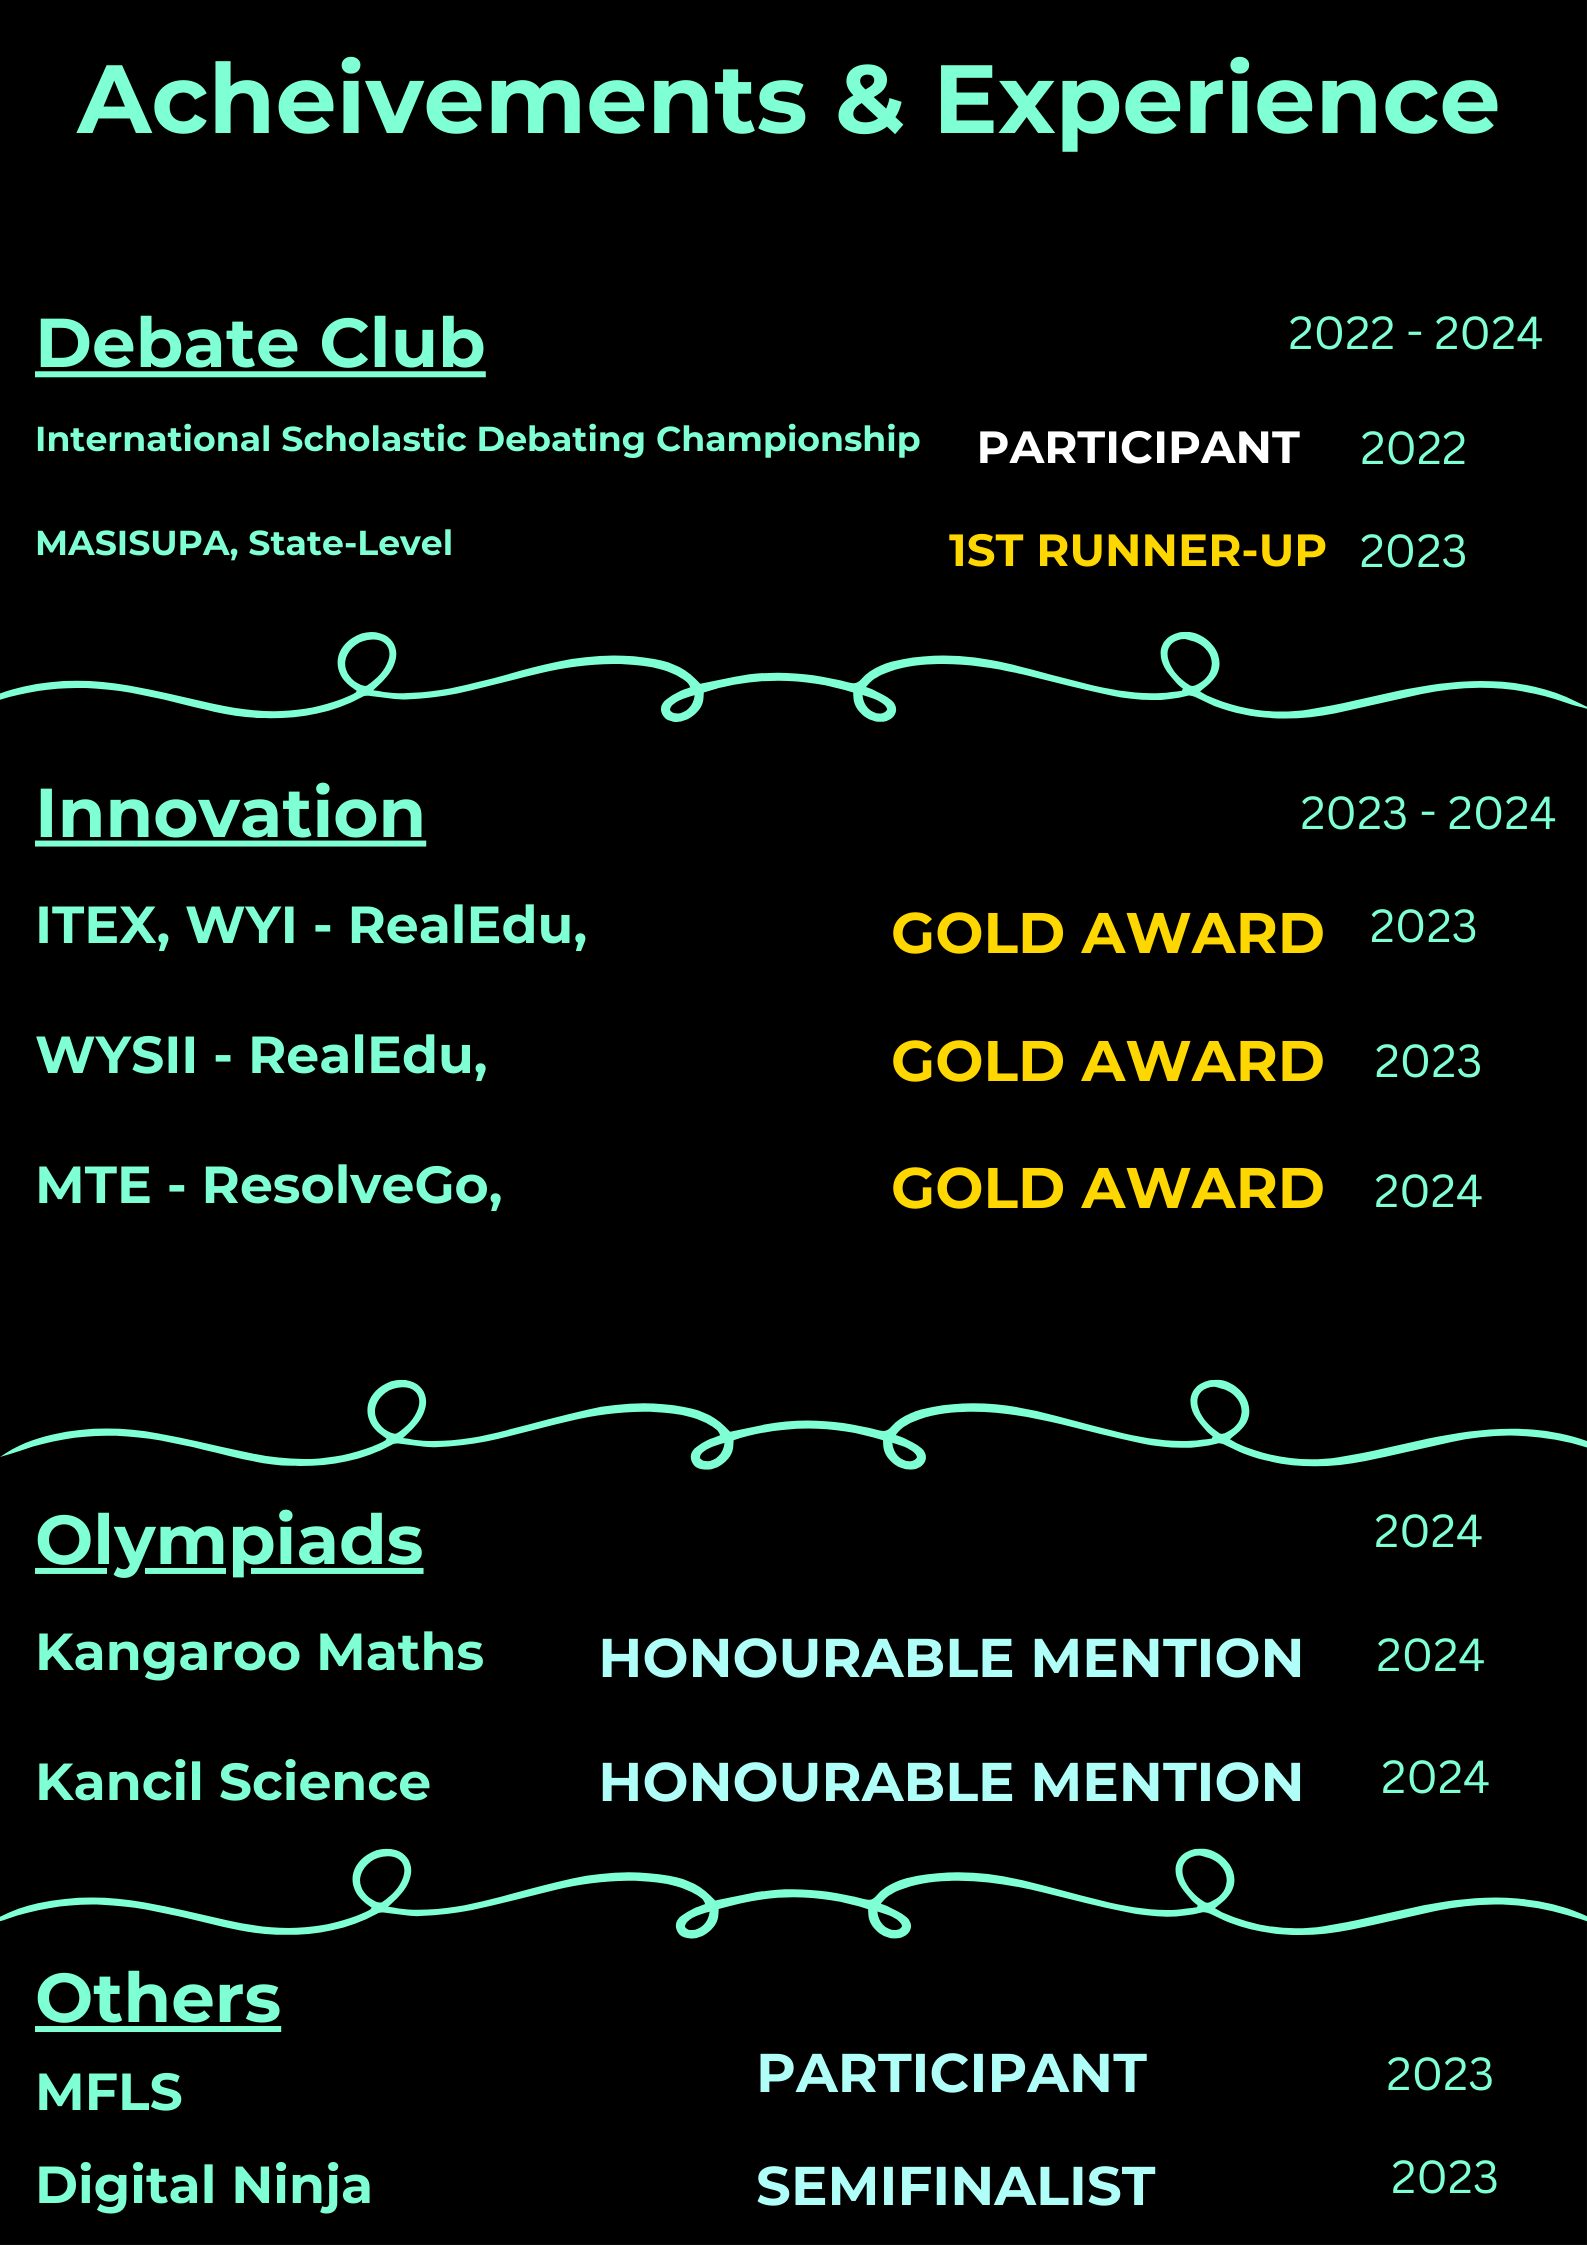 Acheivements & Experience
Debate Club 2022 - 2024
International Scholastic Debating Championship PARTICIPANT 2022
MASISUPA, State-Level 1ST RUNNER-UP 2023
Innovation 2023 - 2024
ITEX, WYI - RealEdu, GOLD AWARD 2023
WYSII - RealEdu, GOLD AWARD 2023
MTE - ResolveGo, GOLD AWARD 2024
Olympiads 2024
Kangaroo Maths HONOURABLE MENTION 2024
Kancil Science HONOURABLE MENTION 2024
Others
MFLS PARTICIPANT 2023
Digital Ninja SEMIFINALIST 2023